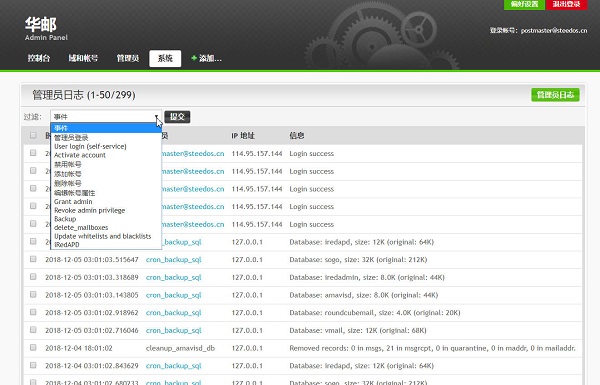 偏好设置 退出登录
华邮
Admin Panel
登录帐号: postmaster@steedos.cn
控制台 域和帐号 管理员 系统 添加...
管理员日志 (1-50/299) 管理员日志
过滤: 事件 提交
IP 地址 信息
事件
管理员登录
User login (self-service)
Activate account
禁用帐号
添加帐号
删除帐号
编辑帐号属性
Grant admin
Revoke admin privilege
Backup
delete_mailboxes
Update whitelists and blacklists
iRedAPD
master@steedos.cn 114.95.157.144 Login success
master@steedos.cn 114.95.157.144 Login success
master@steedos.cn 114.95.157.144 Login success
master@steedos.cn 114.95.157.144 Login success
master@steedos.cn 114.95.157.144 Login success
cron_backup_sql 127.0.0.1 Database: iredapd, size: 12K (original: 64K)
2018-12-05 03:01:03.515647 cron_backup_sql 127.0.0.1 Database: sogo, size: 32K (original: 212K)
2018-12-05 03:01:03.318689 cron_backup_sql 127.0.0.1 Database: iredadmin, size: 8.0K (original: 44K)
2018-12-05 03:01:03.143805 cron_backup_sql 127.0.0.1 Database: amavisd, size: 8.0K (original: 44K)
2018-12-05 03:01:02.918962 cron_backup_sql 127.0.0.1 Database: roundcubemail, size: 4.0K (original: 20K)
2018-12-05 03:01:02.716046 cron_backup_sql 127.0.0.1 Database: vmail, size: 12K (original: 68K)
2018-12-04 18:01:02 cleanup_amavisd_db 127.0.0.1 Removed records: 0 in msgs, 21 in msgrcpt, 0 in quarantine, 0 in maddr, 0 in mailaddr.
2018-12-04 03:01:02.843629 cron_backup_sql 127.0.0.1 Database: iredapd, size: 12K (original: 64K)
2018-12-04 03:01:02.680233 cron_backup_sql 127.0.0.1 Database: sogo, size: 32K (original: 212K)